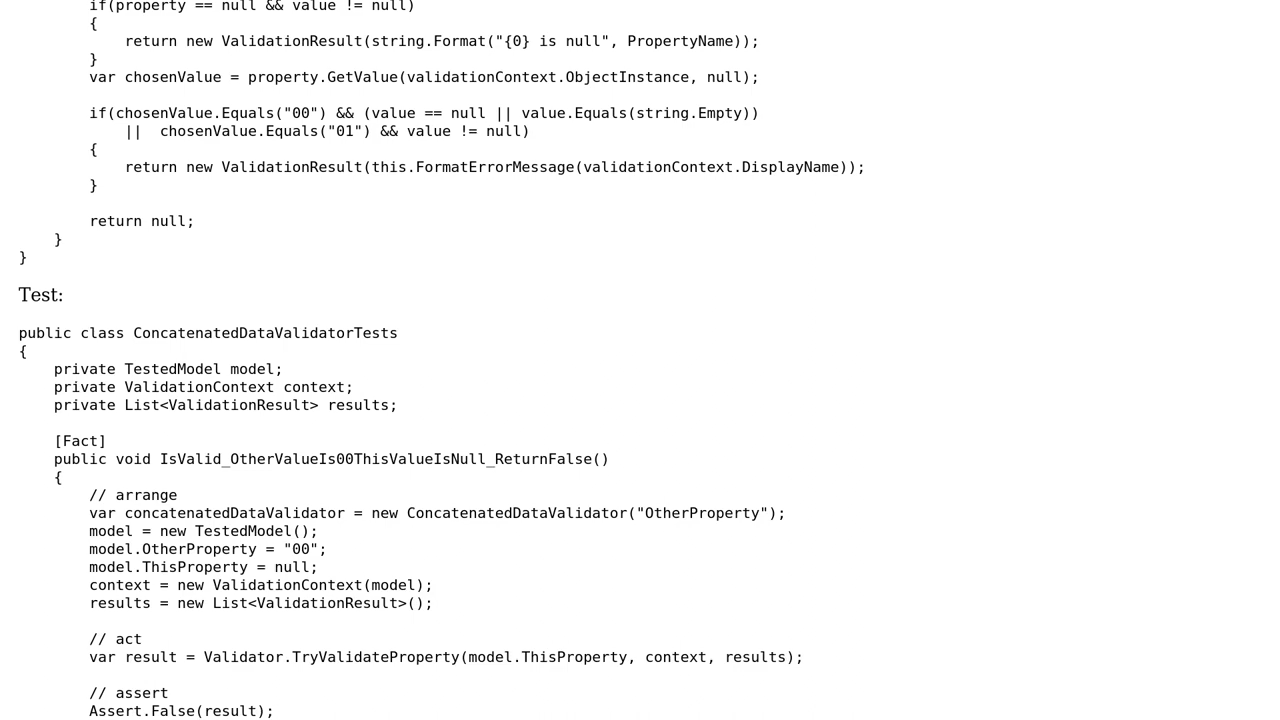 if(property == null && value != null)
{
return new ValidationResult(string.Format("{0} is null", PropertyName));
}
var chosenValue = property.GetValue(validationContext.ObjectInstance, null);
if(chosenValue.Equals("00") && (value == null || value.Equals(string.Empty))
||  chosenValue.Equals("01") && value != null)
{
return new ValidationResult(this.FormatErrorMessage(validationContext.DisplayName));
}
return null;
}
}
Test:
public class ConcatenatedDataValidatorTests
{
private TestedModel model;
private ValidationContext context;
private List<ValidationResult> results;
[Fact]
public void IsValid_OtherValueIs00ThisValueIsNull_ReturnFalse()
{
// arrange
var concatenatedDataValidator = new ConcatenatedDataValidator("OtherProperty");
model = new TestedModel();
model.OtherProperty = "00";
model.ThisProperty = null;
context = new ValidationContext(model);
results = new List<ValidationResult>();
// act
var result = Validator.TryValidateProperty(model.ThisProperty, context, results);
// assert
Assert.False(result);